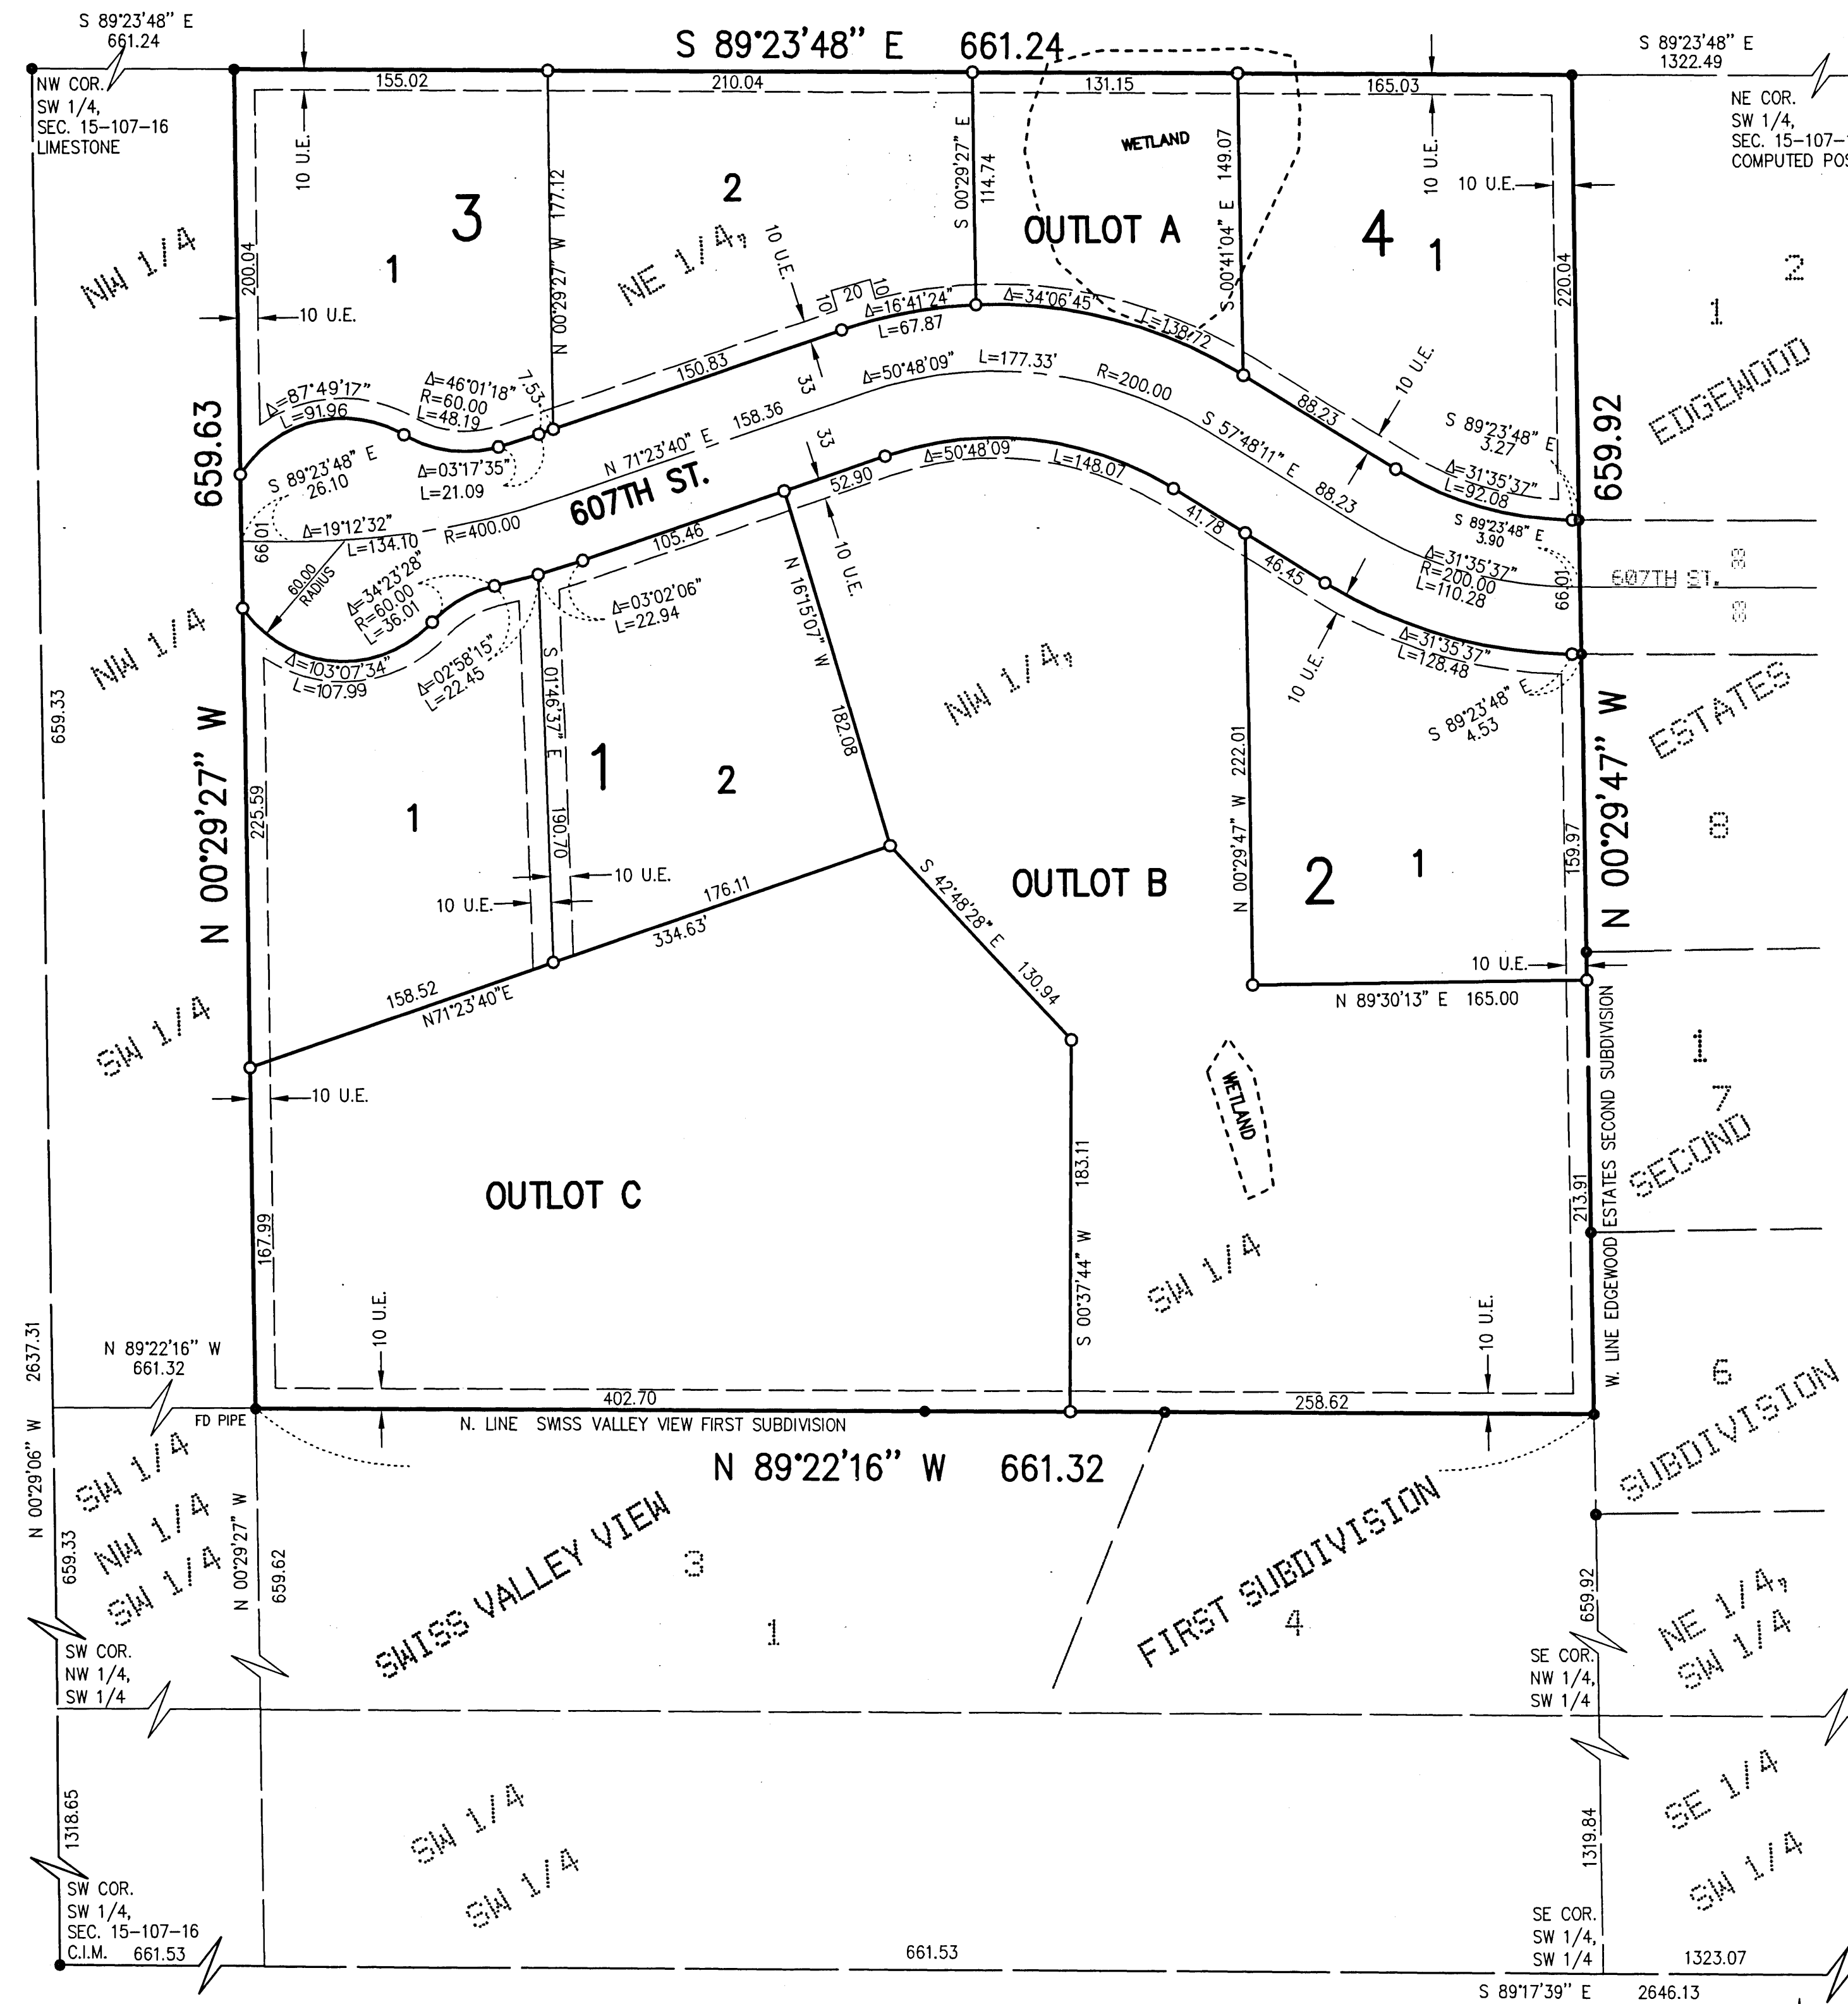 S 89°23'48" E
661.24
S 89°23'48" E 661.24
S 89°23'48" E
1322.49
NW COR.
SW 1/4,
SEC. 15-107-16
LIMESTONE
155.02
210.04
131.15
165.03
NE COR.
SW 1/4,
SEC. 15-107-
COMPUTED POS
10 U.E.
WETLAND
10 U.E.
10 U.E.
N 00°29'27" W 177.12
S 00°29'27" E
114.74
S 00°41'04" E 149.07
3
2
OUTLOT A
4
1
1
NW 1/4
NE 1/4,
200.04
220.04
2
1
10 U.E.
10 U.E.
10 20 10
Δ=16°41'24"
L=67.87
Δ=34°06'45"
L=138.72
EDGEWOOD
150.83
33
Δ=50°48'09" L=177.33'
R=200.00
10 U.E.
Δ=87°49'17"
L=91.96
Δ=46°01'18"
R=60.00
L=48.19
7.53
158.36
88.23
S 57°48'11" E
88.23
S 89°23'48" E
3.27
659.63
659.92
S 89°23'48" E
26.10
Δ=03°17'35"
L=21.09
N 71°23'40" E
33
Δ=50°48'09"
L=148.07
Δ=31°35'37"
L=92.08
607TH ST.
52.90
66.01
Δ=19°12'32"
L=134.10
R=400.00
S 89°23'48" E
3.90
41.78
10 U.E.
105.46
60.00
RADIUS
Δ=34°23'28"
R=60.00
L=36.01
46.45
Δ=31°35'37"
R=200.00
L=110.28
66.01
607TH ST.
33
33
Δ=03°02'06"
L=22.94
N 16°15'07" W
182.08
NW 1/4
Δ=103°07'34"
L=107.99
Δ=02°58'15"
L=22.45
S 01°46'37" E 190.70
NW 1/4,
10 U.E.
Δ=31°35'37"
L=128.48
S 89°23'48" E
4.53
ESTATES
659.33
N 00°29'27" W
225.59
1
1
2
N 00°29'47" W 222.01
159.97
N 00°29'47" W
8
10 U.E.
10 U.E.
176.11
334.63'
OUTLOT B
S 42°48'28" E
130.94
2
1
10 U.E.
N 89°30'13" E 165.00
158.52
N71°23'40"E
SW 1/4
10 U.E.
WETLAND
1
7
SECOND
OUTLOT C
183.11
S 00°37'44" W
213.91
W. LINE EDGEWOOD ESTATES SECOND SUBDIVISION
SW 1/4
167.99
10 U.E.
10 U.E.
2637.31
N 89°22'16" W
661.32
6
SUBDIVISION
402.70
258.62
FD PIPE
N. LINE SWISS VALLEY VIEW FIRST SUBDIVISION
N 89°22'16" W 661.32
N 00°29'06" W
SW 1/4
NW 1/4
SW 1/4
659.33
N 00°29'27" W
659.62
SWISS VALLEY VIEW
3
1
FIRST SUBDIVISION
4
659.92
NE 1/4,
SW 1/4
SW COR.
NW 1/4,
SW 1/4
SE COR.
NW 1/4,
SW 1/4
1318.65
SW 1/4
SW 1/4
1319.84
SE 1/4
SW 1/4
SW COR.
SW 1/4,
SEC. 15-107-16
C.I.M. 661.53
661.53
SE COR.
SW 1/4,
SW 1/4
1323.07
S 89°17'39" E 2646.13